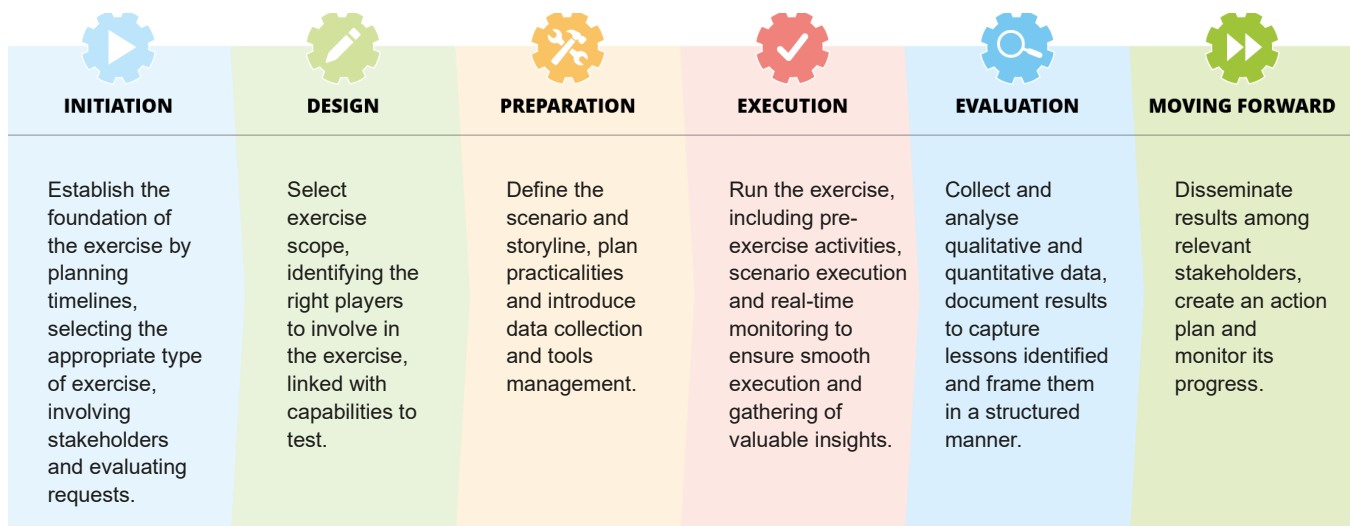 INITIATION
Establish the
foundation of
the exercise by
planning
timelines,
selecting the
appropriate type
of exercise,
involving
stakeholders
and evaluating
requests.
DESIGN
Select
exercise
scope,
identifying the
right players
to involve in
the exercise,
linked with
capabilities to
test.
PREPARATION
Define the
scenario and
storyline, plan
practicalities
and introduce
data collection
and tools
management.
EXECUTION
Run the exercise,
including pre-
exercise activities,
scenario execution
and real-time
monitoring to
ensure smooth
execution and
gathering of
valuable insights.
EVALUATION
Collect and
analyse
qualitative and
quantitative data,
document results
to capture
lessons identified
and frame them
in a structured
manner.
MOVING FORWARD
Disseminate
results among
relevant
stakeholders,
create an action
plan and
monitor its
progress.